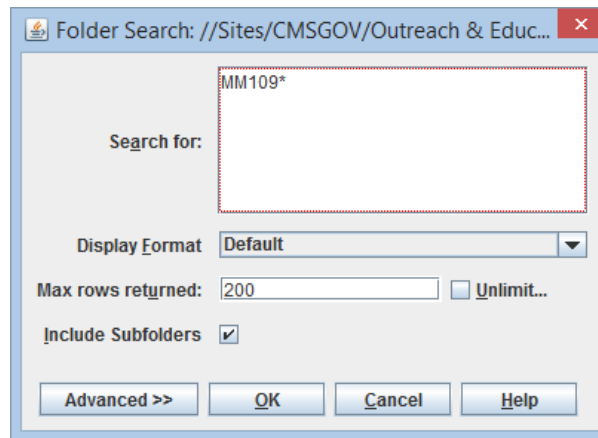 Folder Search: //Sites/CMSGOV/Outreach & Educ...
MM109*
Search for:
Display Format Default
Max rows returned: 200 Unlimit...
Include Subfolders
Advanced >> OK Cancel Help